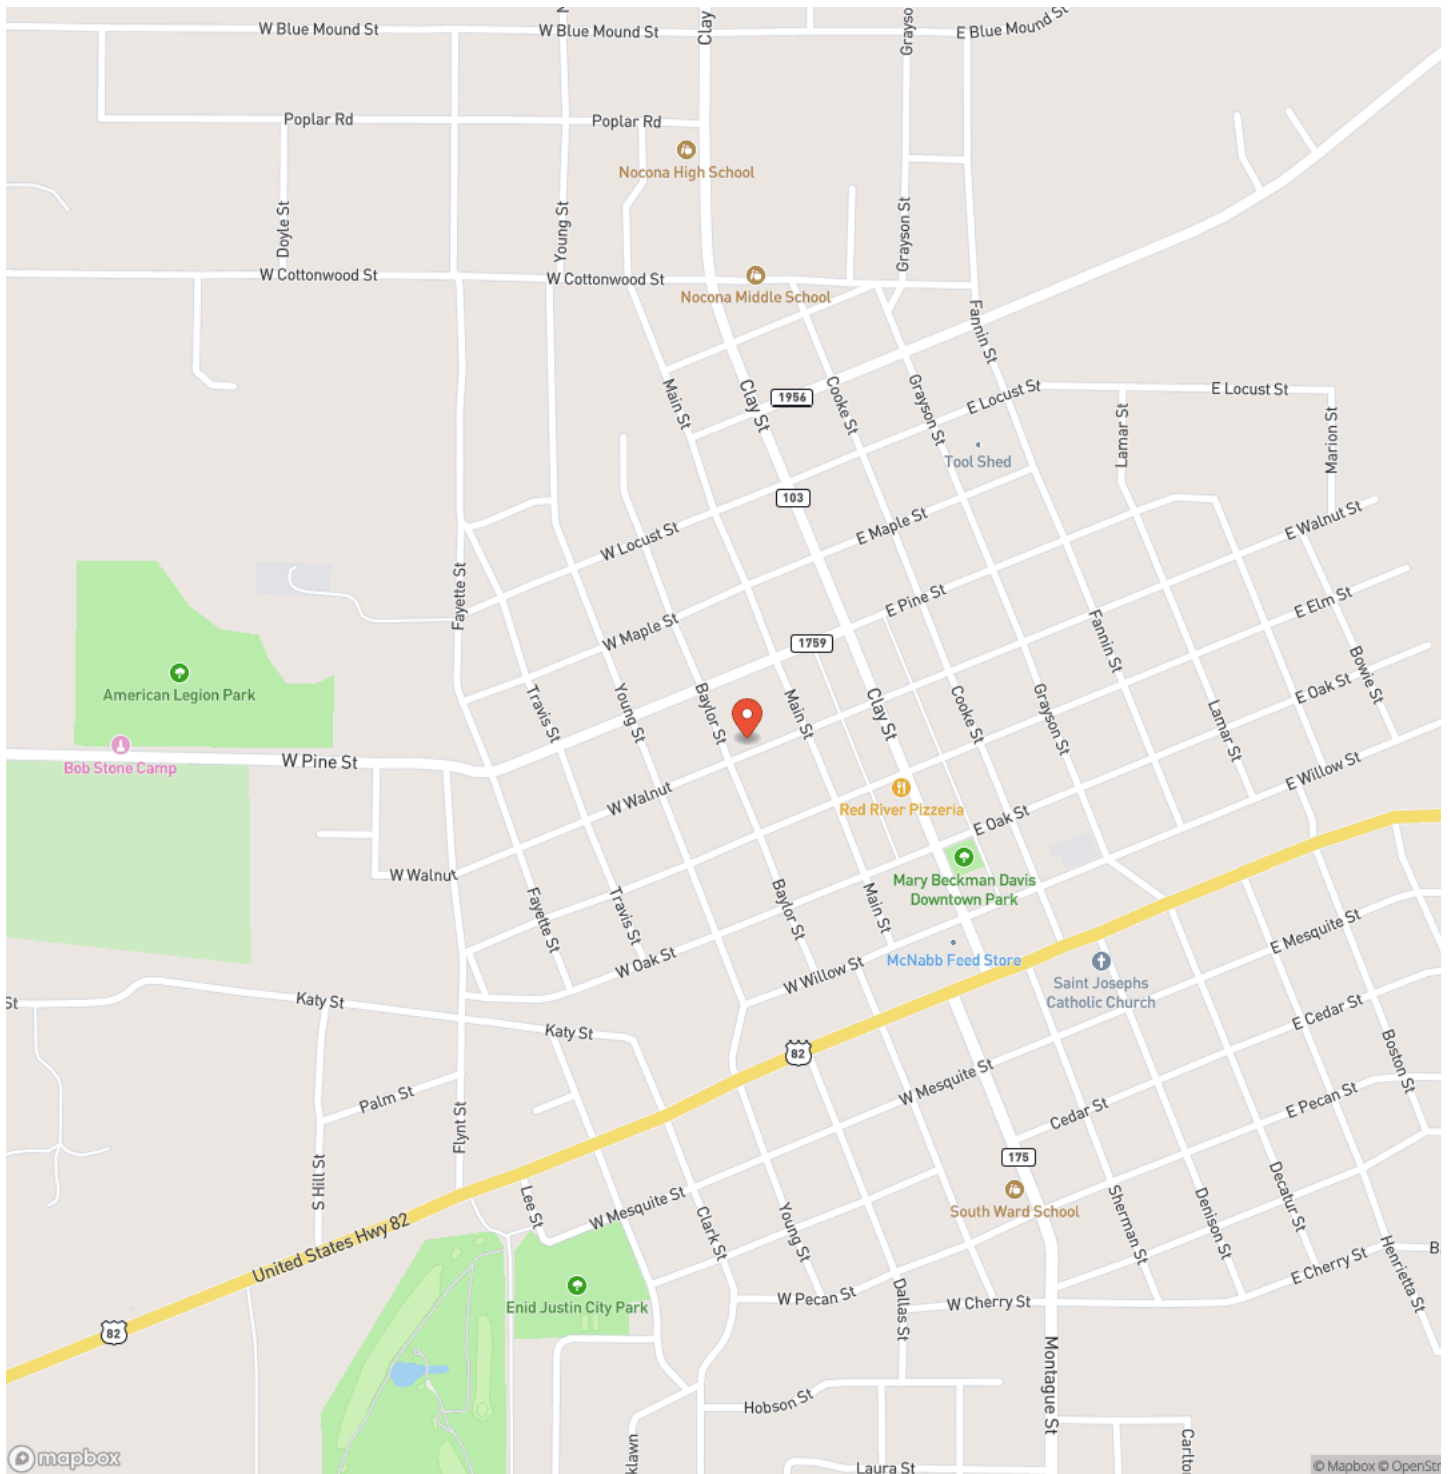 W Blue Mound St
W Blue Mound St
Clay
Grayso
E Blue Mound St
Poplar Rd
Poplar Rd
Nocona High School
Doyle St
Young St
Grayson St
W Cottonwood St
W Cottonwood St
Nocona Middle School
Fannin St
Main St
Clay St
1956
Cooke St
Grayson St
E Locust St
E Locust St
Lamar St
Marion St
Tool Shed
103
W Locust St
E Maple St
E Walnut St
Fayette St
W Maple St
E Pine St
E Elm St
1759
Fannin St
Bowie St
American Legion Park
Travis St
Young St
Baylor St
Main St
Clay St
Cooke St
Grayson St
Lamar St
E Oak St
Bob Stone Camp
W Pine St
W Walnut
Red River Pizzeria
E Oak St
E Willow St
W Walnut
Mary Beckman Davis
Downtown Park
Fayette St
Travis St
Baylor St
Main St
W Oak St
W Willow St
McNabb Feed Store
E Mesquite St
Saint Josephs
Catholic Church
St
Katy St
Katy St
E Cedar St
82
Boston St
W Mesquite St
Palm St
Flynt St
Cedar St
E Pecan St
S Hill St
175
Lee St
W Mesquite St
Clark St
Young St
South Ward School
Sherman St
Denison St
Decatur St
Henrietta St
United States Hwy 82
E Cherry St
B
Enid Justin City Park
W Pecan St
Dallas St
W Cherry St
82
Montague St
Hobson St
klawn
Carlto
Laura St
mapbox
© Mapbox © OpenStr